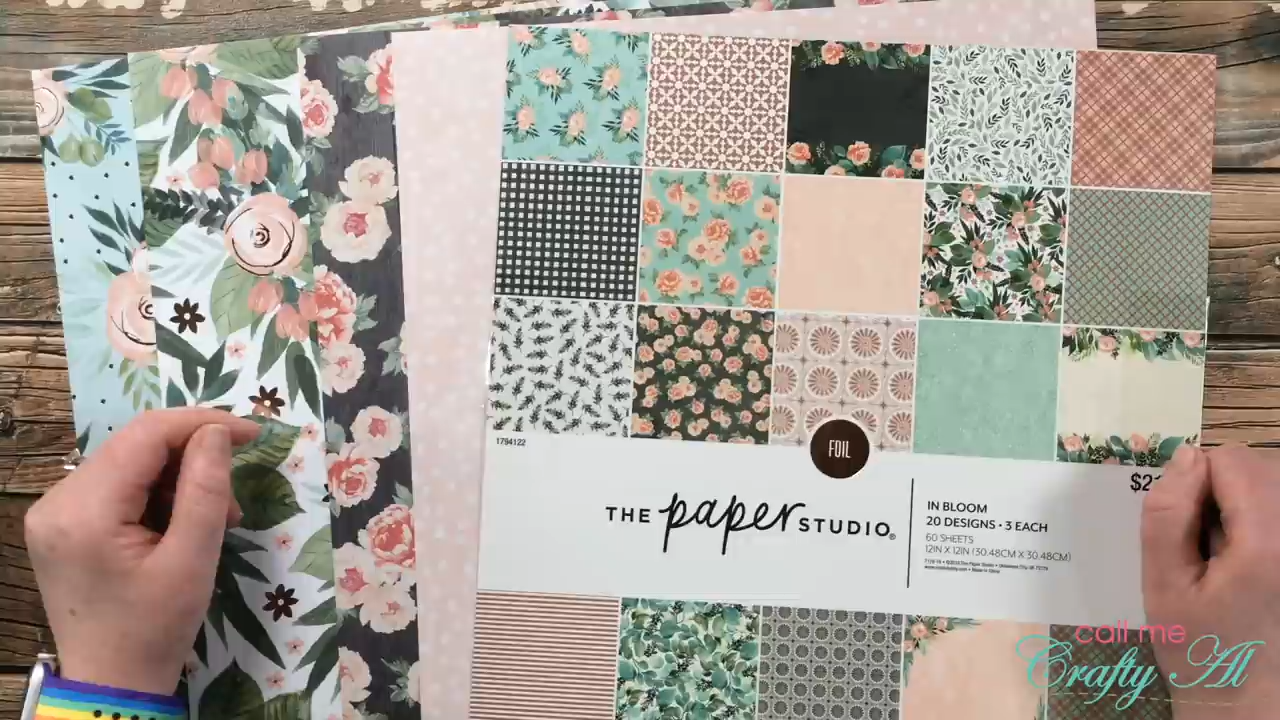 1794122
FOIL
$2
THE paper STUDIO®
IN BLOOM
20 DESIGNS • 3 EACH
60 SHEETS
12IN X 12IN (30.48CM X 30.48CM)
call me
Crafty Al